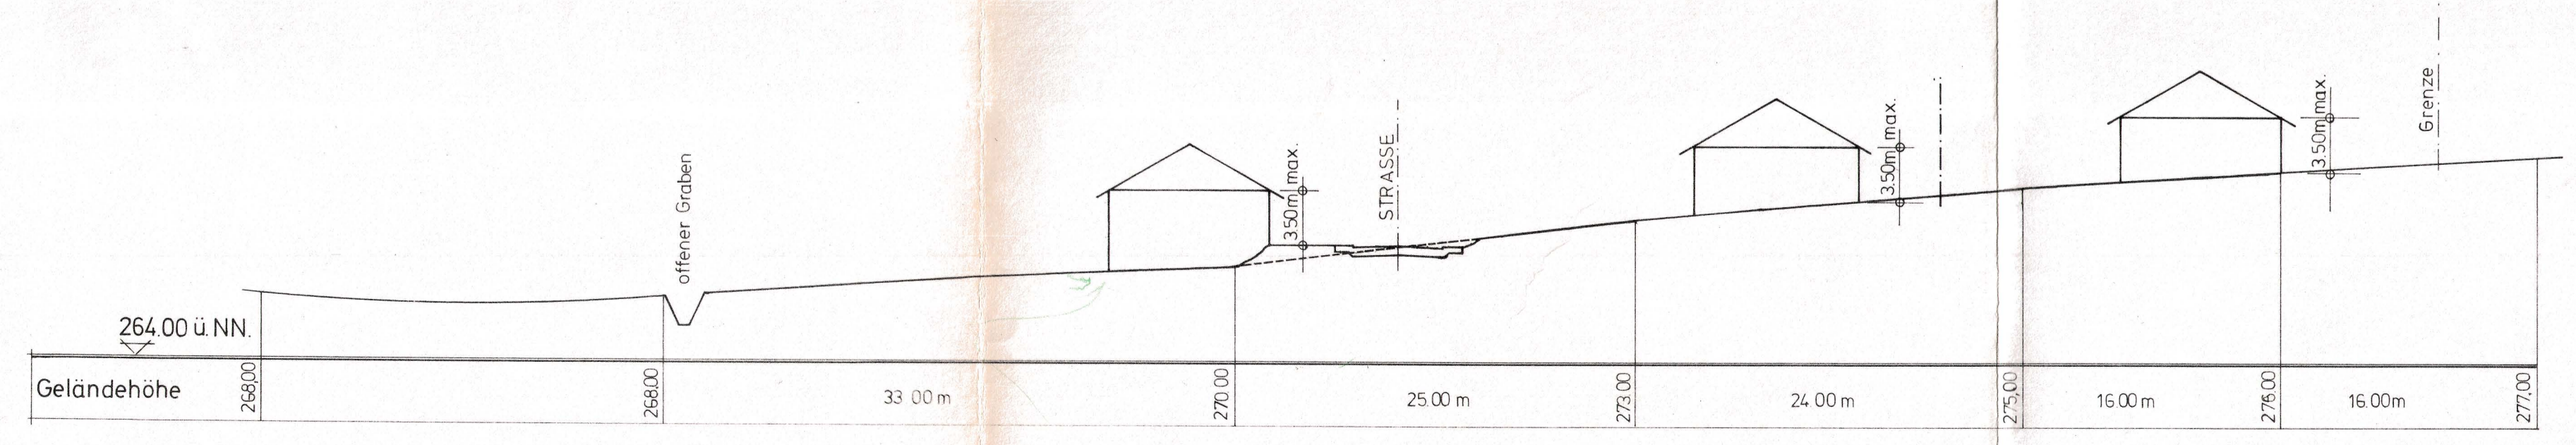 offener Graben
3.50m max.
STRASSE
3.50m max.
3.50m max.
Grenze
264.00 ü.NN.
Geländehöhe
268,00
268.00
33 00 m
270.00
25.00 m
273.00
24 00 m
275,00
16.00 m
276.00
16.00m
277.00